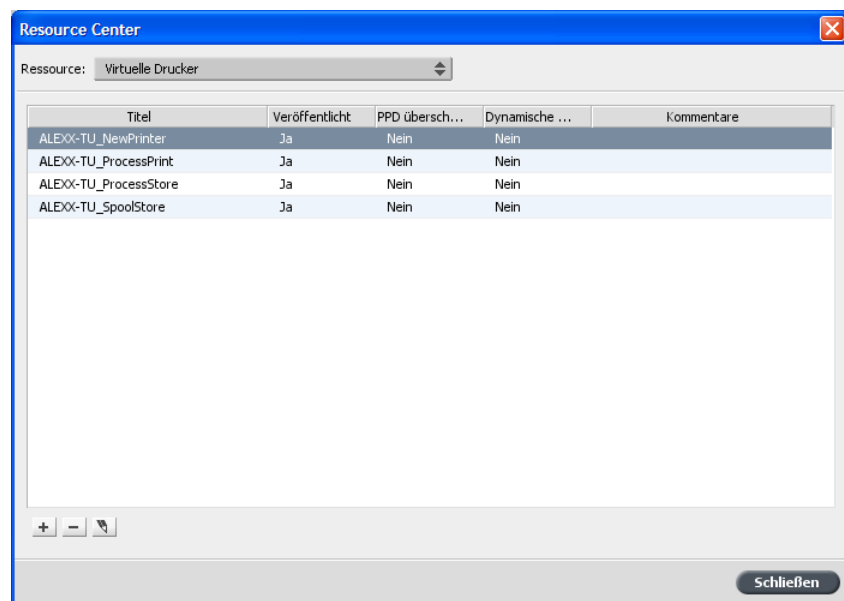 Resource Center
Ressource: Virtuelle Drucker
Titel Veröffentlicht PPD übersch... Dynamische ... Kommentare
ALEXX-TU_NewPrinter Ja Nein Nein
ALEXX-TU_ProcessPrint Ja Nein Nein
ALEXX-TU_ProcessStore Ja Nein Nein
ALEXX-TU_SpoolStore Ja Nein Nein
Schließen